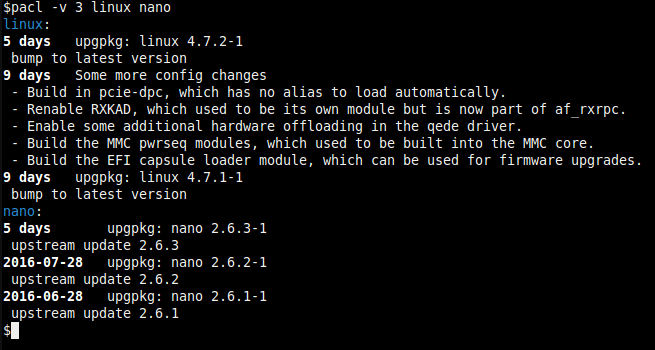 $pacl -v 3 linux nano
linux:
5 days   upgpkg: linux 4.7.2-1
 bump to latest version
9 days   Some more config changes
 - Build in pcie-dpc, which has no alias to load automatically.
 - Renable RXKAD, which used to be its own module but is now part of af_rxrpc.
 - Enable some additional hardware offloading in the qede driver.
 - Build the MMC pwrseq modules, which used to be built into the MMC core.
 - Build the EFI capsule loader module, which can be used for firmware upgrades.
9 days   upgpkg: linux 4.7.1-1
 bump to latest version
nano:
5 days       upgpkg: nano 2.6.3-1
 upstream update 2.6.3
2016-07-28   upgpkg: nano 2.6.2-1
 upstream update 2.6.2
2016-06-28   upgpkg: nano 2.6.1-1
 upstream update 2.6.1
$